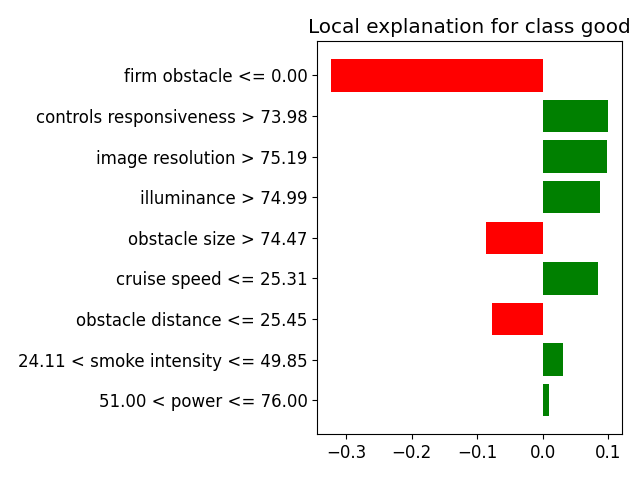 Local explanation for class good
firm obstacle <= 0.00
controls responsiveness > 73.98
image resolution > 75.19
illuminance > 74.99
obstacle size > 74.47
cruise speed <= 25.31
obstacle distance <= 25.45
24.11 < smoke intensity <= 49.85
51.00 < power <= 76.00
−0.3 −0.2 −0.1 0.0 0.1